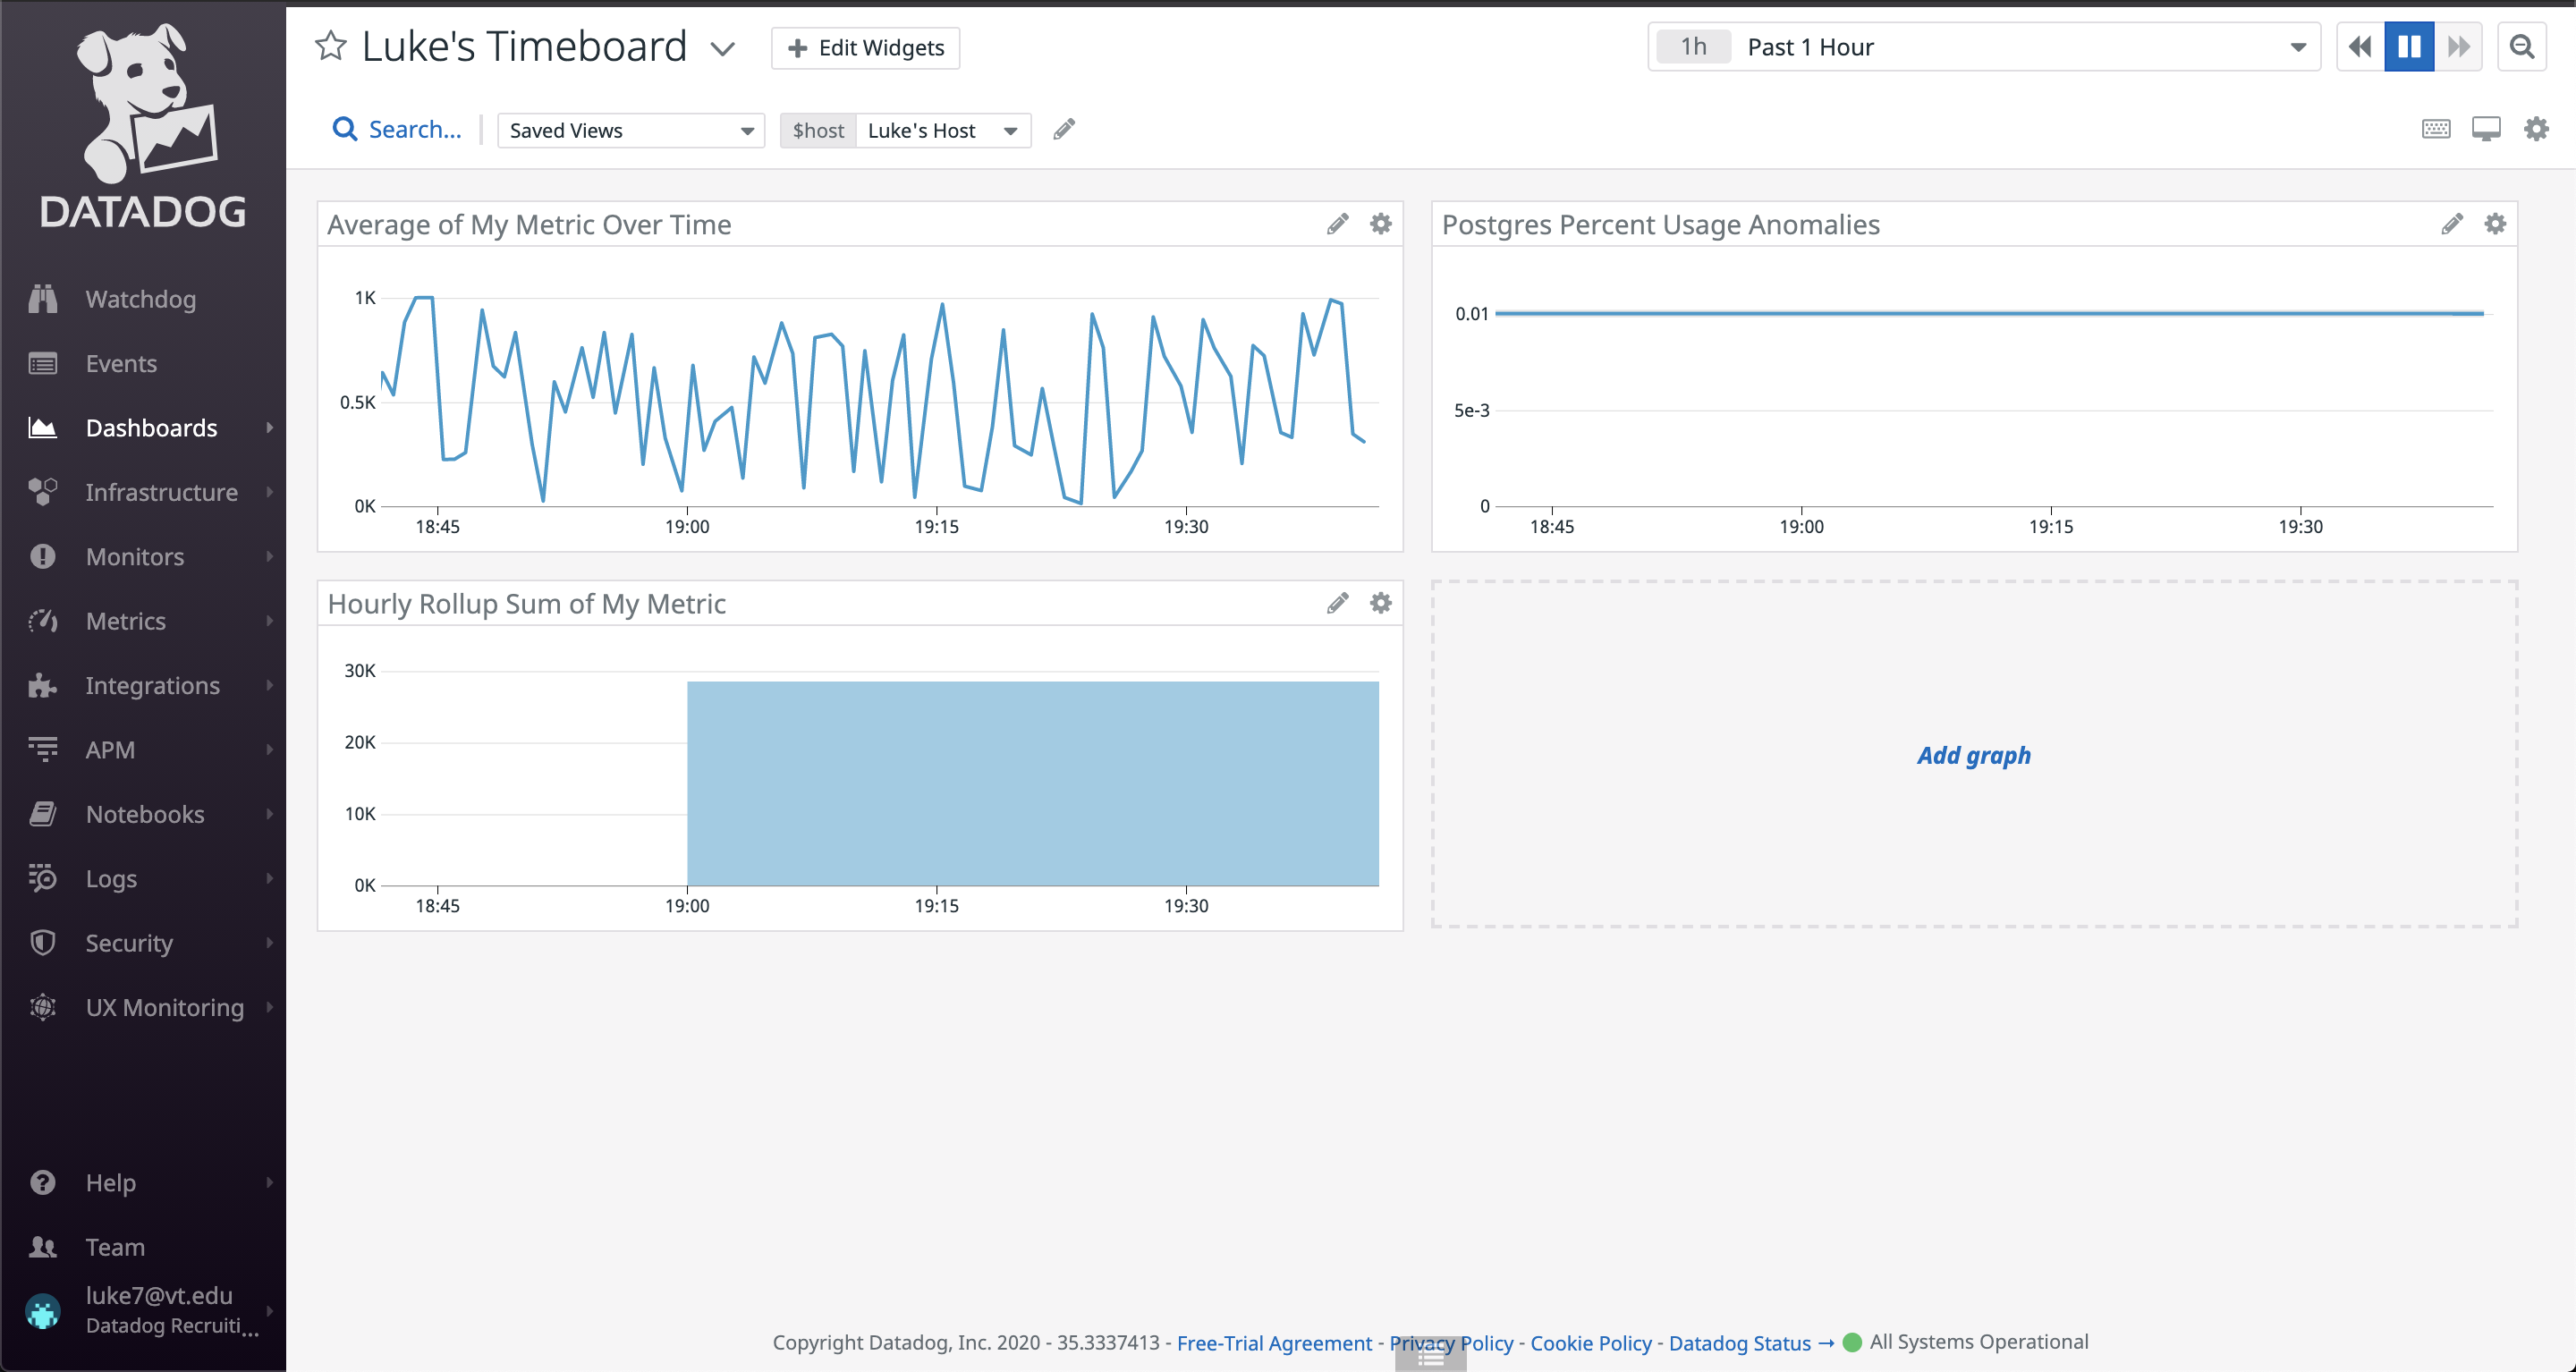 DATADOG
Watchdog
Events
Dashboards
Infrastructure
Monitors
Metrics
Integrations
APM
Notebooks
Logs
Security
UX Monitoring
Help
Team
luke7@vt.edu
Datadog Recruiti...
Luke's Timeboard
Edit Widgets
1h Past 1 Hour
Search...
Saved Views
$host Luke's Host
Average of My Metric Over Time
1K
0.5K
0K
18:45 19:00 19:15 19:30
Postgres Percent Usage Anomalies
0.01
5e-3
0
18:45 19:00 19:15 19:30
Hourly Rollup Sum of My Metric
30K
20K
10K
0K
18:45 19:00 19:15 19:30
Add graph
Copyright Datadog, Inc. 2020 - 35.3337413 - Free-Trial Agreement - Privacy Policy - Cookie Policy - Datadog Status → All Systems Operational